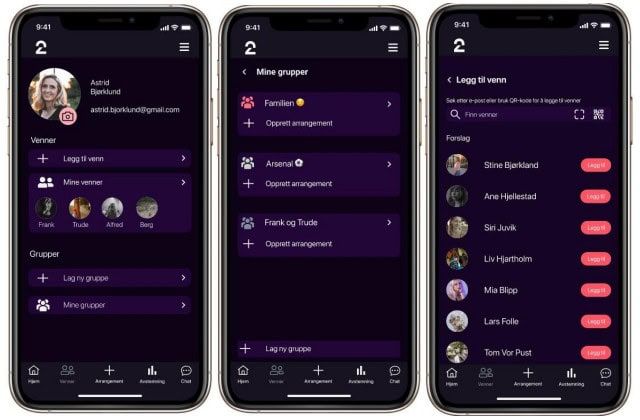 9:41
2
Astrid
Bjørklund
astrid.bjorklund@gmail.com
Venner
Legg til venn
Mine venner
Frank Trude Alfred Berg
Grupper
Lag ny gruppe
Mine grupper
Hjem Venner Arrangement Avstemning Chat
9:41
2
Mine grupper
Familien 😊
Opprett arrangement
Arsenal ⚽
Opprett arrangement
Frank og Trude
Opprett arrangement
Lag ny gruppe
Hjem Venner Arrangement Avstemning Chat
9:41
2
Legg til venn
Søk etter e-post eller bruk QR-kode for å legge til venner
Finn venner
Forslag
Stine Bjørkland Legg til
Ane Hjellestad Legg til
Siri Juvik Legg til
Liv Hjartholm Legg til
Mia Blipp Legg til
Lars Folle Legg til
Tom Vor Pust Legg til
Hjem Venner Arrangement Avstemning Chat